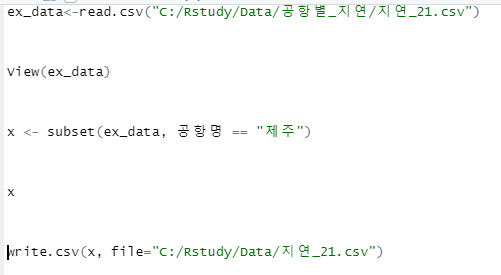 ex_data<-read.csv("C:/Rstudy/Data/공항별_지연/지연_21.csv")
View(ex_data)
x <- subset(ex_data, 공항명 == "제주")
x
write.csv(x, file="C:/Rstudy/Data/지연_21.csv")